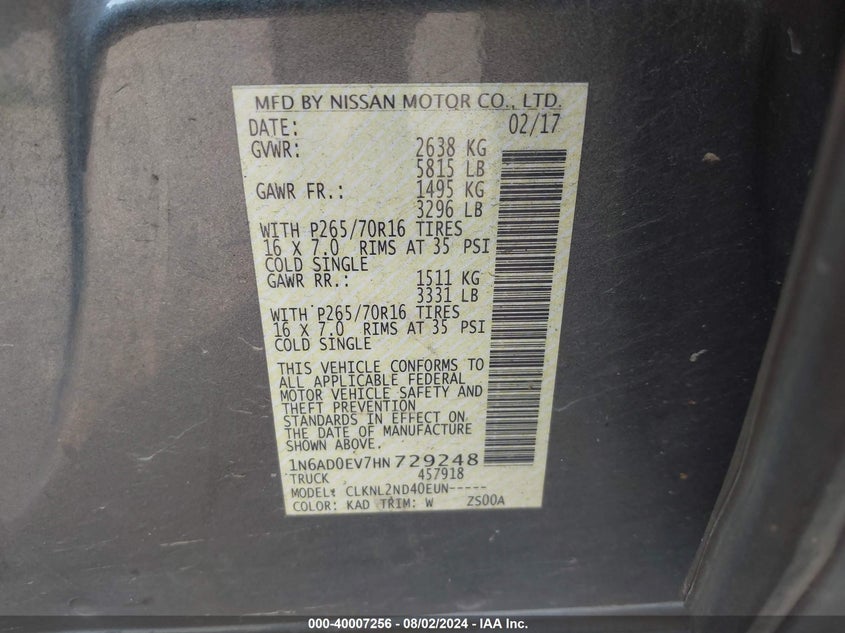 MFD BY NISSAN MOTOR CO., LTD.
DATE: 02/17
GVWR: 2638 KG
5815 LB
GAWR FR.: 1495 KG
3296 LB
WITH P265/70R16 TIRES
16 X 7.0 RIMS AT 35 PSI
COLD SINGLE
GAWR RR.: 1511 KG
3331 LB
WITH P265/70R16 TIRES
16 X 7.0 RIMS AT 35 PSI
COLD SINGLE
THIS VEHICLE CONFORMS TO
ALL APPLICABLE FEDERAL
MOTOR VEHICLE SAFETY AND
THEFT PREVENTION
STANDARDS IN EFFECT ON
THE DATE OF MANUFACTURE
SHOWN ABOVE.
1N6AD0EV7HN 729248
TRUCK 457918
MODEL: CLKNL2ND40EUN-----
COLOR: KAD TRIM: W ZS00A
000-40007256 - 08/02/2024 - IAA Inc.